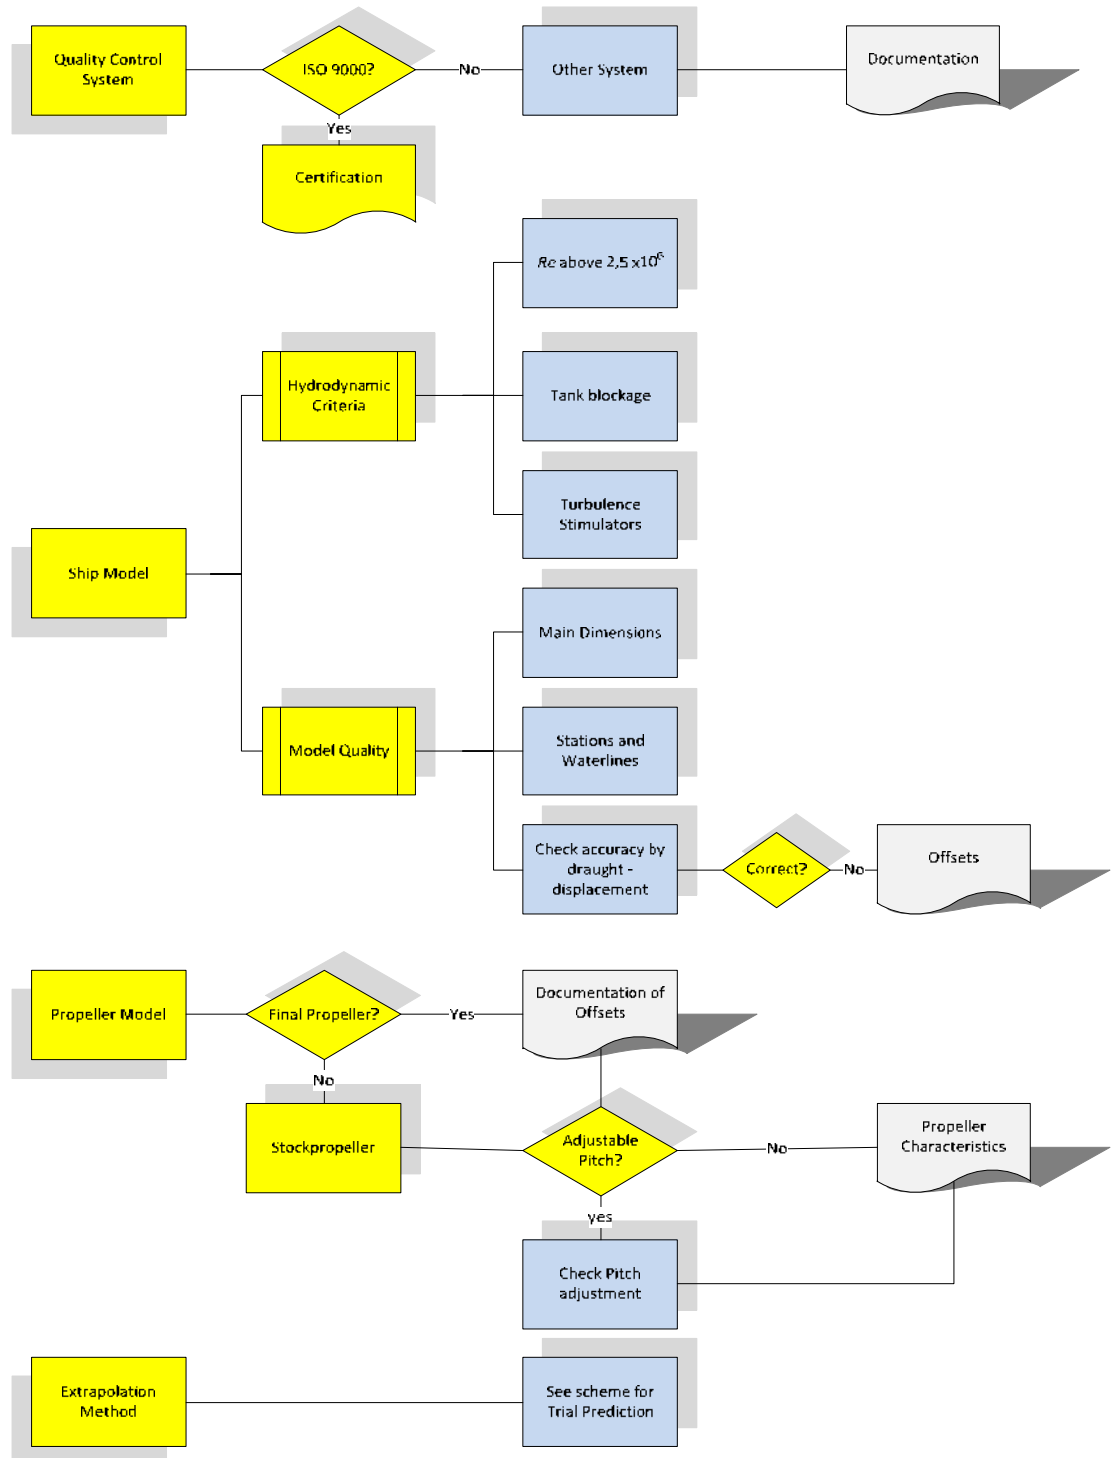 Quality Control
System
ISO 9000?
No
Other System
Documentation
Yes
Certification
Re above 2,5 x10⁶
Hydrodynamic
Criteria
Tank blockage
Turbulence
Stimulators
Ship Model
Main Dimensions
Model Quality
Stations and
Waterlines
Check accuracy by
draught -
displacement
Correct?
No
Offsets
Propeller Model
Final Propeller?
Yes
Documentation of
Offsets
No
Stockpropeller
Adjustable
Pitch?
No
Propeller
Characteristics
yes
Check Pitch
adjustment
Extrapolation
Method
See scheme for
Trial Prediction